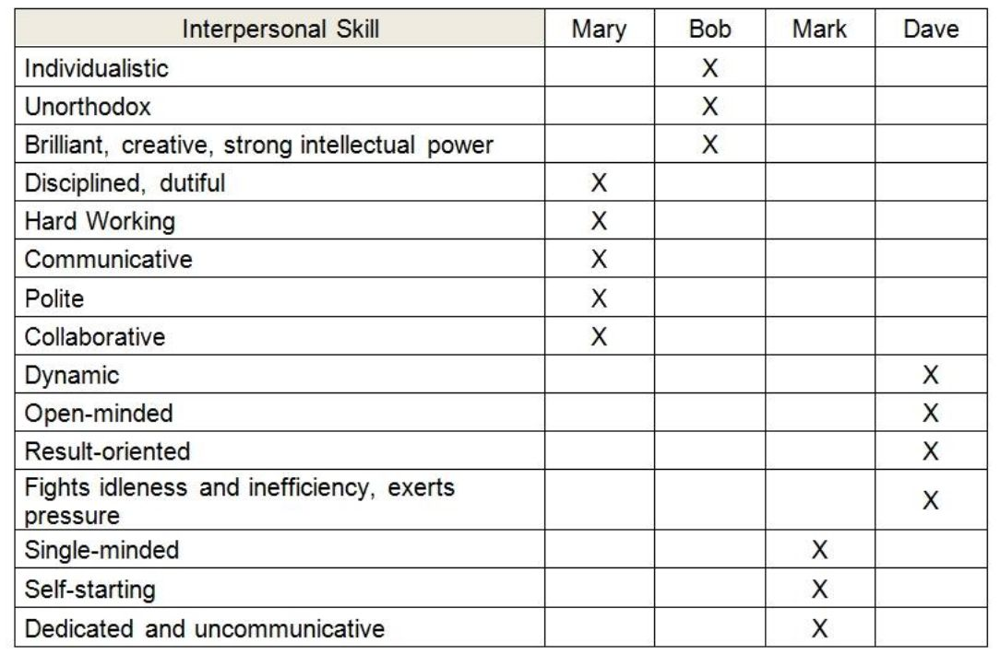 Interpersonal Skill Mary Bob Mark Dave
Individualistic X
Unorthodox X
Brilliant, creative, strong intellectual power X
Disciplined, dutiful X
Hard Working X
Communicative X
Polite X
Collaborative X
Dynamic X
Open-minded X
Result-oriented X
Fights idleness and inefficiency, exerts
pressure X
Single-minded X
Self-starting X
Dedicated and uncommunicative X